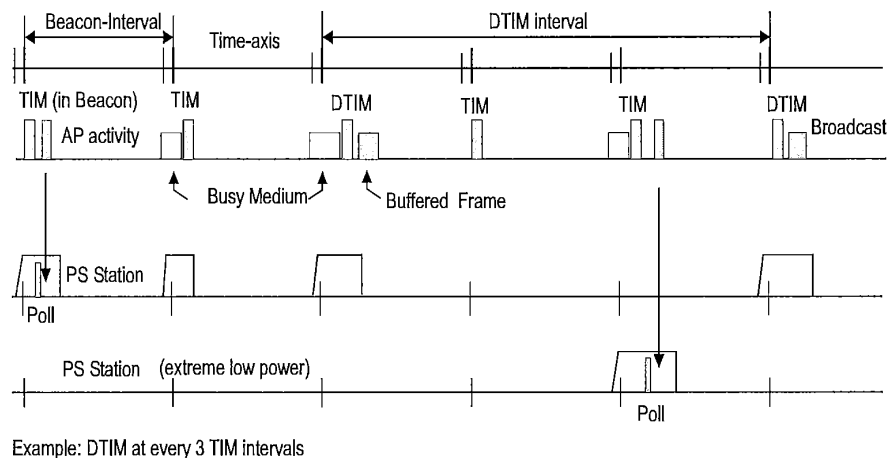 Beacon-Interval
Time-axis
DTIM interval
TIM (in Beacon)
TIM
DTIM
TIM
TIM
DTIM
AP activity
Broadcast
Busy Medium
Buffered Frame
PS Station
Poll
PS Station (extreme low power)
Poll
Example: DTIM at every 3 TIM intervals